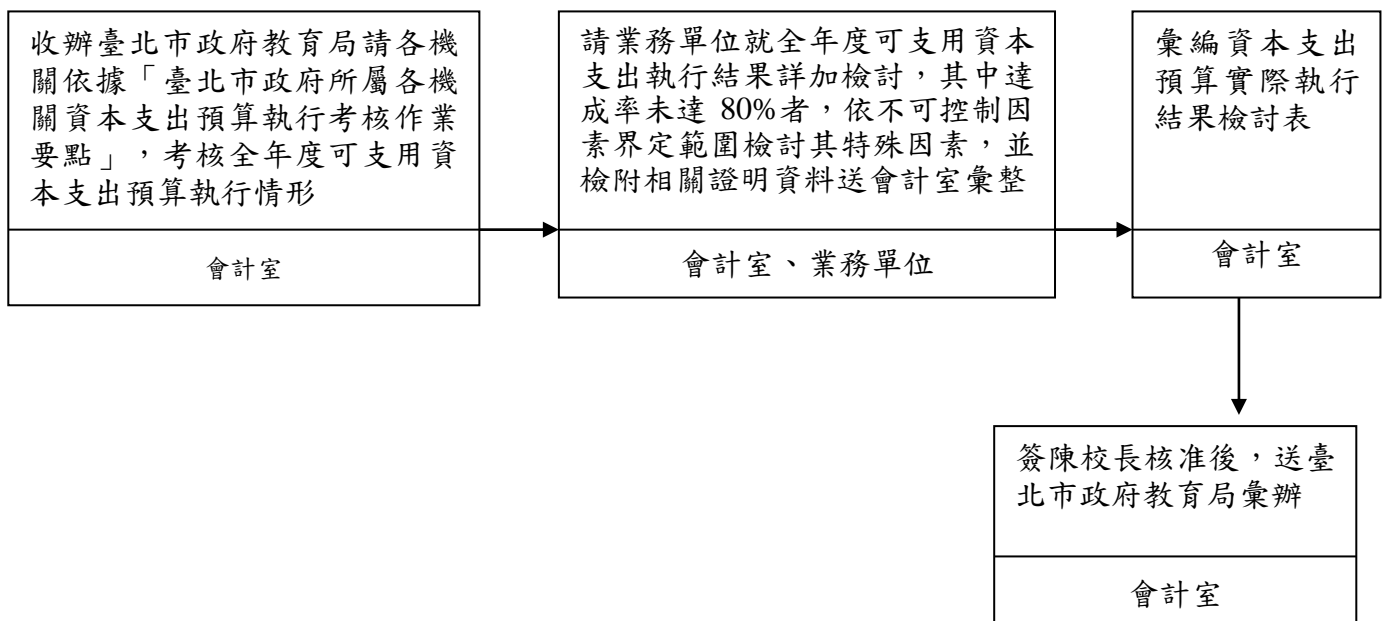 收辦臺北市政府教育局請各機
關依據「臺北市政府所屬各機
關資本支出預算執行考核作業
要點」，考核全年度可支用資
本支出預算執行情形
會計室
請業務單位就全年度可支用資本
支出執行結果詳加檢討，其中達
成率未達 80%者，依不可控制因
素界定範圍檢討其特殊因素，並
檢附相關證明資料送會計室彙整
會計室、業務單位
彙編資本支出
預算實際執行
結果檢討表
會計室
簽陳校長核准後，送臺
北市政府教育局彙辦
會計室